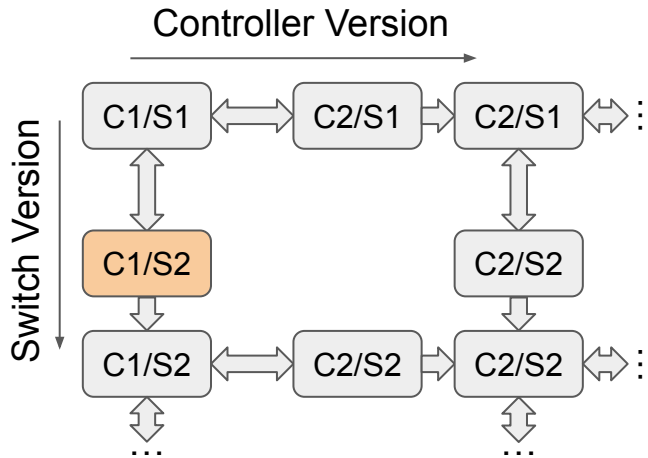 Controller Version
Switch Version
C1/S1 C2/S1 C2/S1 ...
C1/S2 C2/S2
C1/S2 C2/S2 C2/S2 ...
... ...